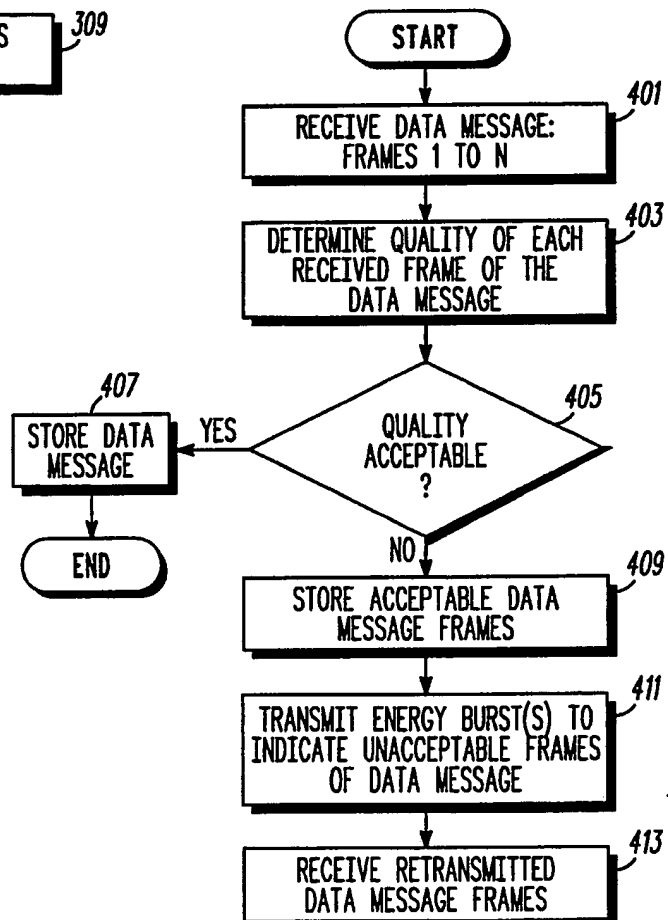 S
309
START
401
RECEIVE DATA MESSAGE:
FRAMES 1 TO N
403
DETERMINE QUALITY OF EACH
RECEIVED FRAME OF THE
DATA MESSAGE
405
QUALITY
ACCEPTABLE
?
YES
407
STORE DATA
MESSAGE
END
NO
409
STORE ACCEPTABLE DATA
MESSAGE FRAMES
411
TRANSMIT ENERGY BURST(S) TO
INDICATE UNACCEPTABLE FRAMES
OF DATA MESSAGE
413
RECEIVE RETRANSMITTED
DATA MESSAGE FRAMES